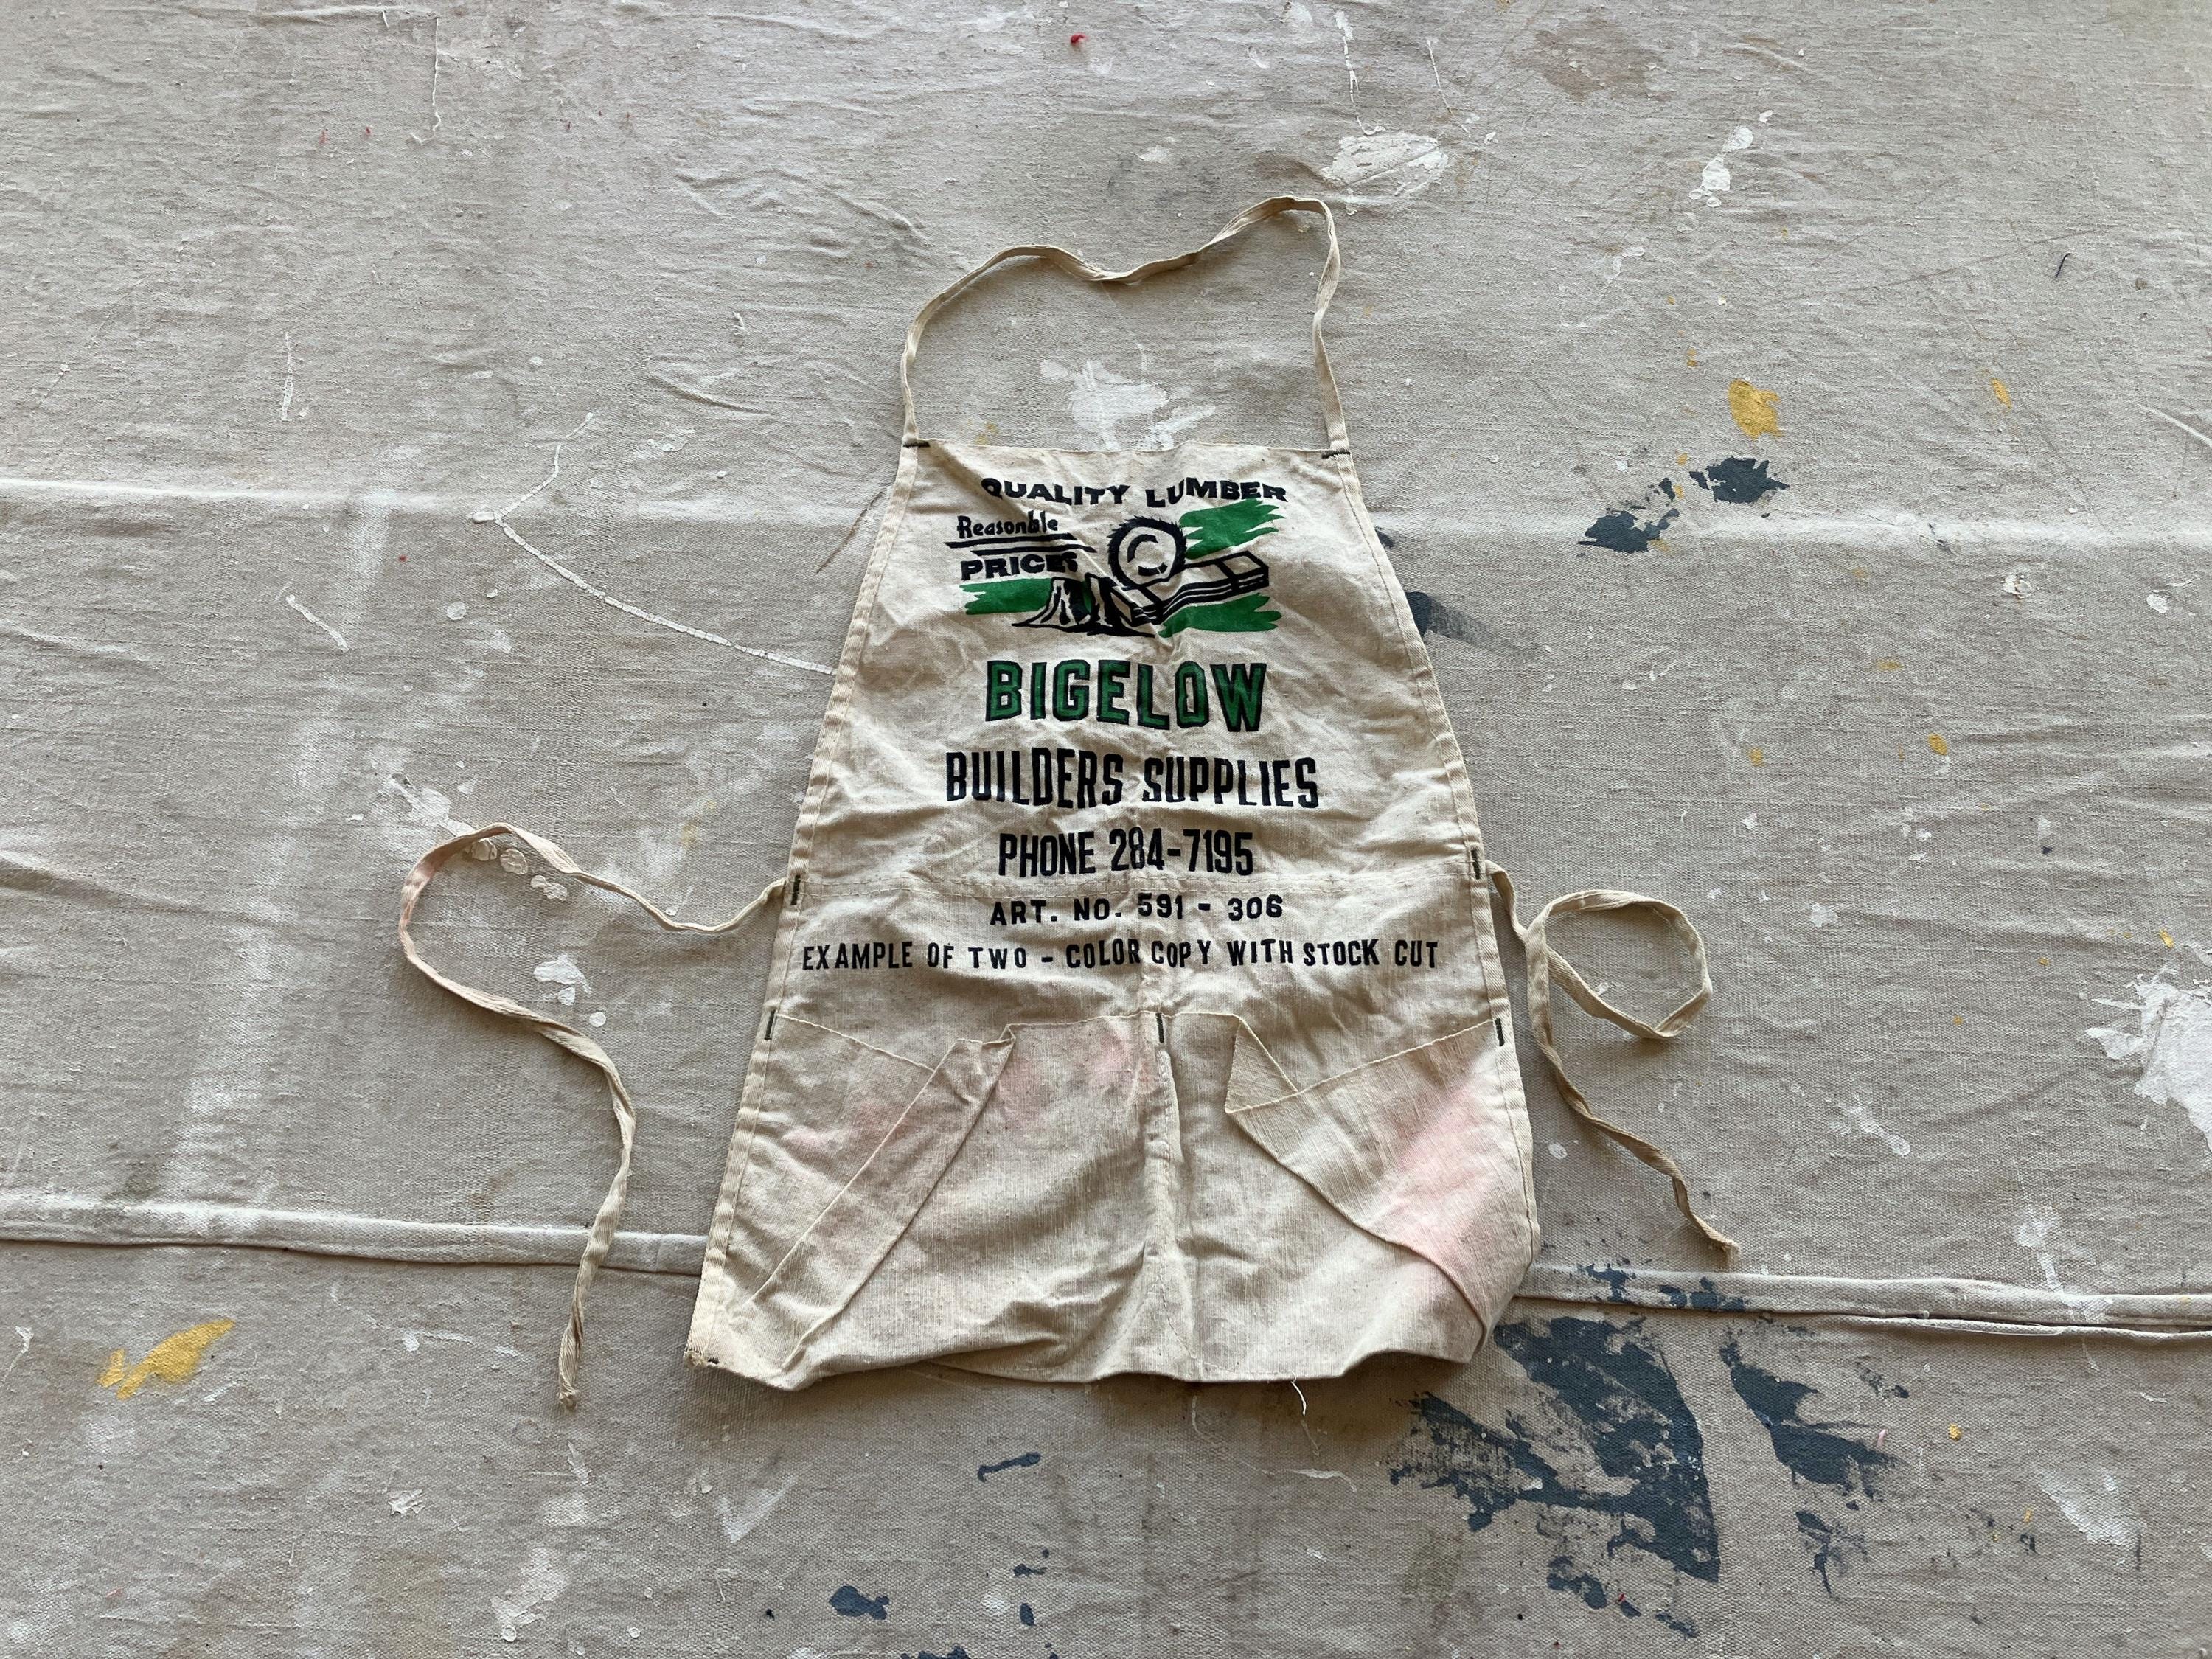 QUALITY LUMBER
Reasonble
PRICES
BIGELOW
BUILDERS SUPPLIES
PHONE 284-7195
ART. NO. 591 - 306
EXAMPLE OF TWO - COLOR COPY WITH STOCK CUT